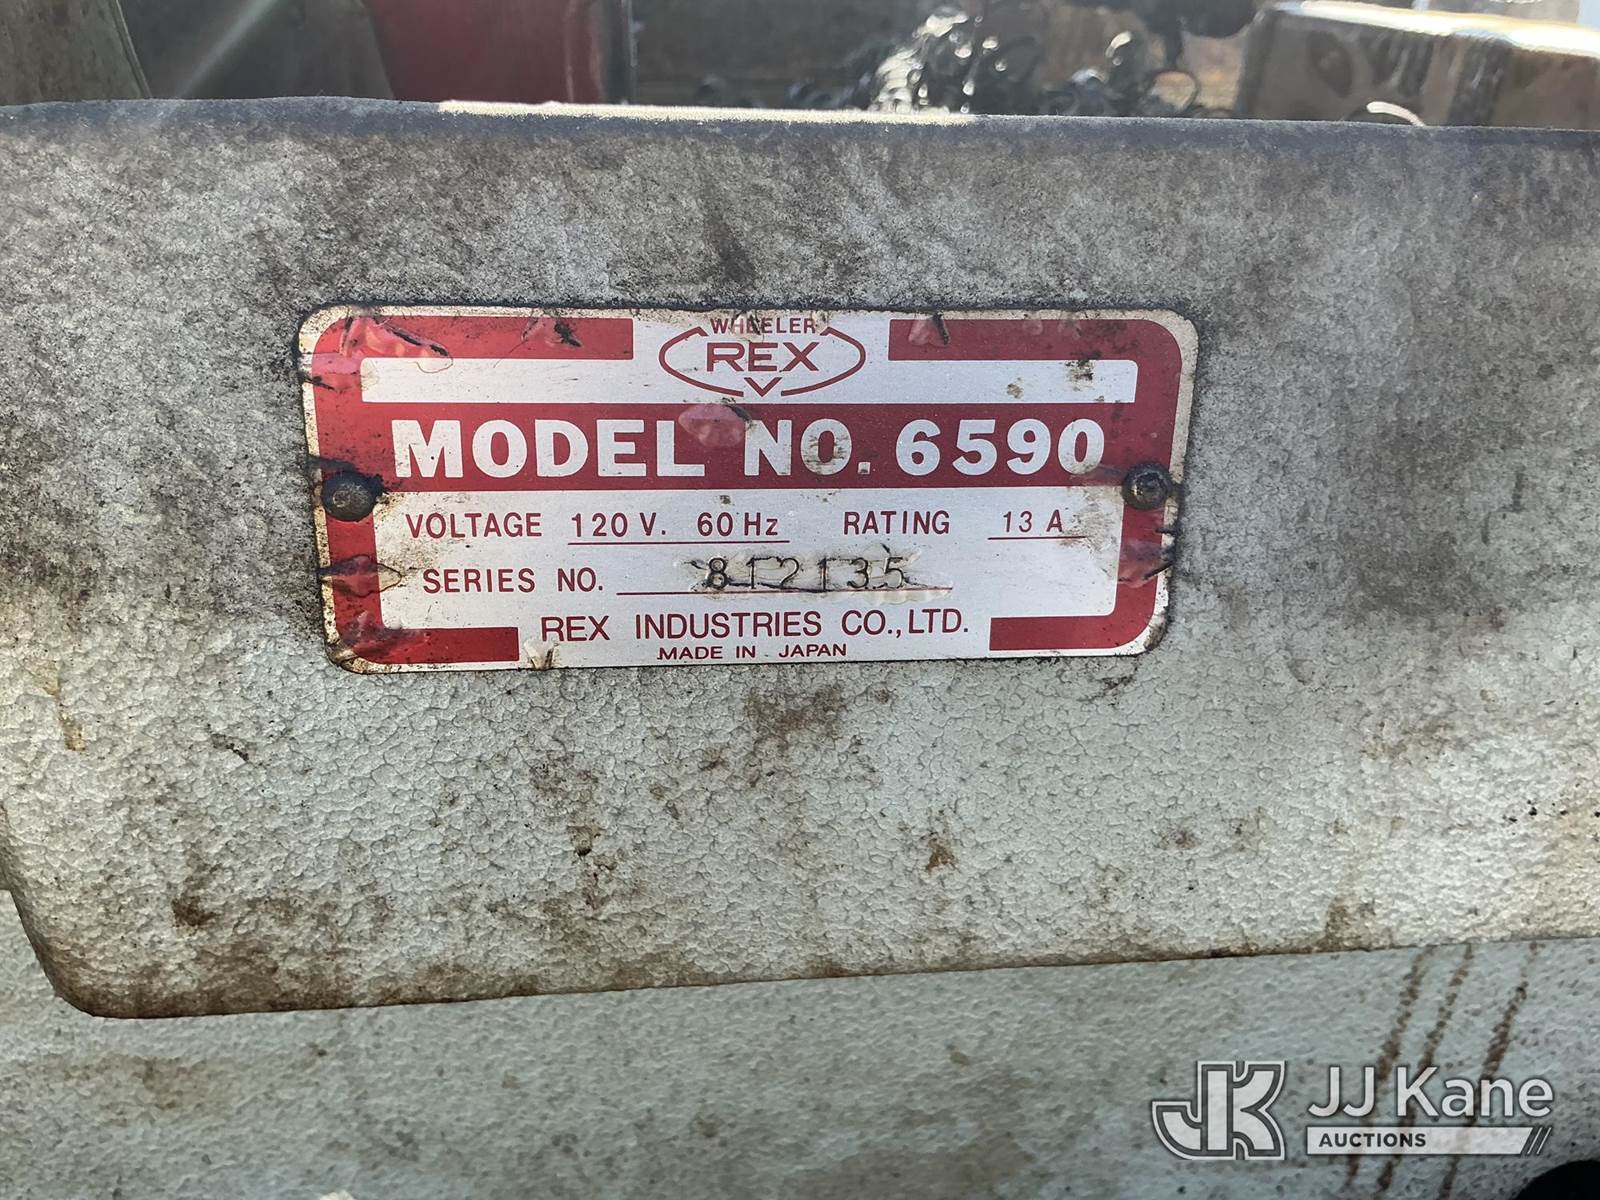 WHEELER
REX
MODEL NO. 6590
VOLTAGE 120 V. 60 Hz RATING 13 A
SERIES NO. 812135
REX INDUSTRIES CO., LTD.
MADE IN JAPAN
JK JJ Kane
AUCTIONS